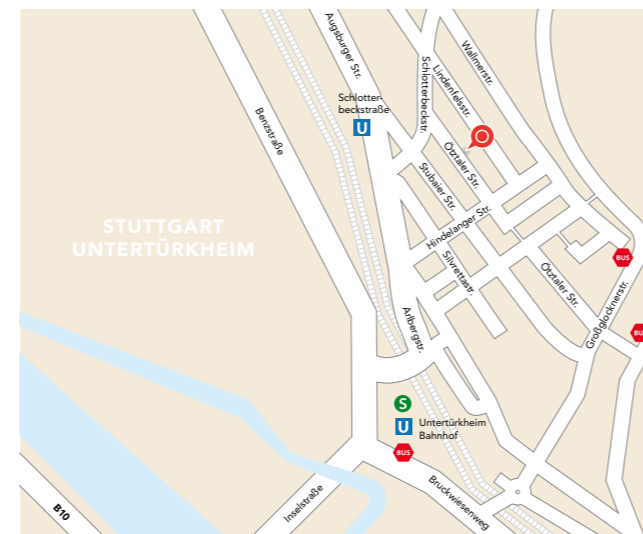 Augsburger Str.
Wallmerstr.
Lindenfelsstr.
Schlotterbeckstr.
Schlotter-
beckstraße
U
Benzstraße
Ötztaler Str.
Stubaier Str.
Hindelanger Str.
STUTTGART
UNTERTÜRKHEIM
Silvrettastr.
Ötztaler Str.
BUS
Großglocknerstr.
BUS
Arlbergstr.
S
U
Untertürkheim
Bahnhof
BUS
Bruckwiesenweg
Inselstraße
B10